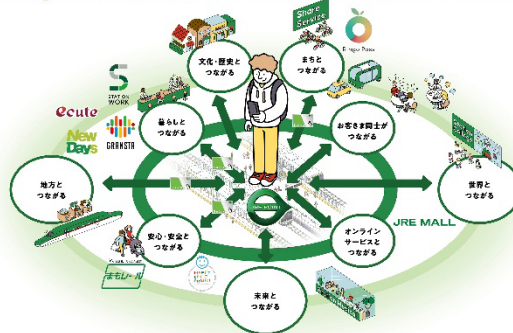 Share
Service
Ringo Pass
文化・歴史と
つながる
まちと
つながる
STATION
WORK
ecute
New
Days
GRANSTA
暮らしと
つながる
お客さま同士が
つながる
地方と
つながる
世界と
つながる
安心・安全と
つながる
オンライン
サービスと
つながる
JRE MALL
まもレール
未来と
つながる